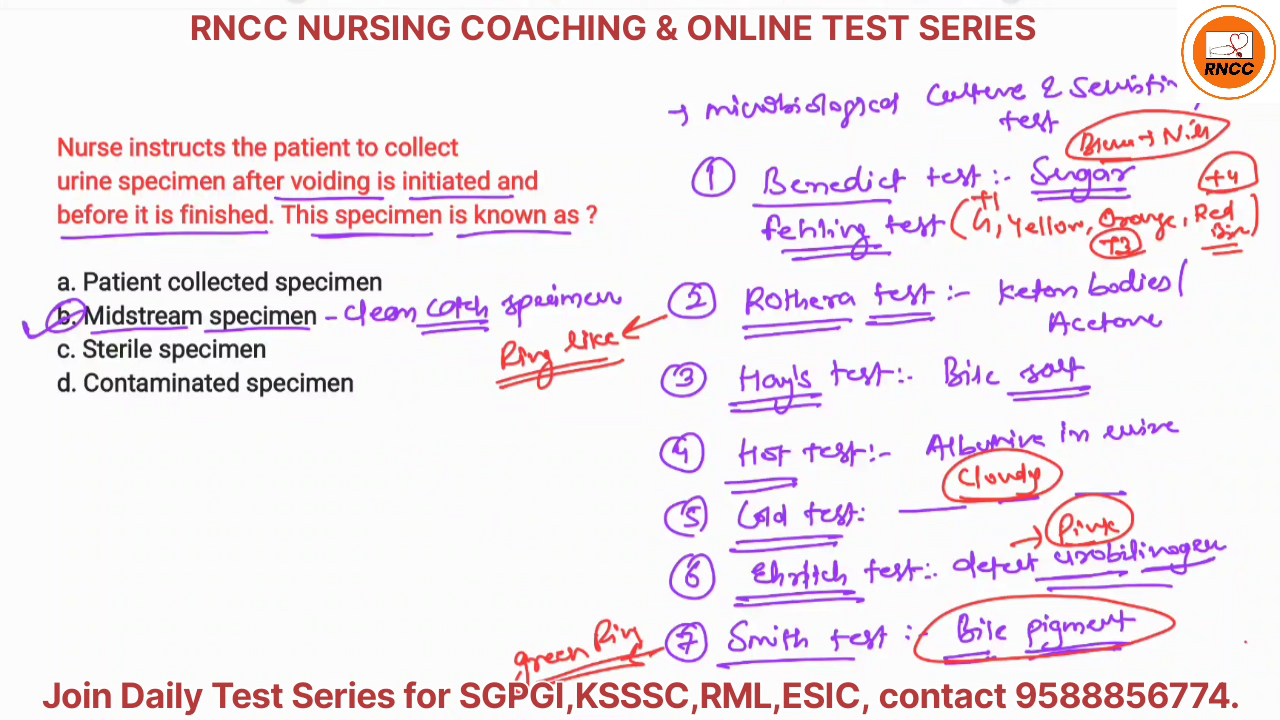 RNCC NURSING COACHING & ONLINE TEST SERIES
RNCC
Nurse instructs the patient to collect
urine specimen after voiding is initiated and
before it is finished. This specimen is known as ?
a. Patient collected specimen
b. Midstream specimen - clean catch specimen
c. Sterile specimen
d. Contaminated specimen
→ microbiological culture &
test
① Benedict test :- Sugar +4
fehling test ( G, Yellow, Orange, Red
+1
+3
② Rothera test :- Keton bodies/
Acetone
Ring like
③ Hay's test :- Bile salt
④ Hot test :- Albumine in urine
Cloudy
⑤ Cold test :
→ Pink
⑥ Ehrlich test :- detect urobilinogen
⑦ Smith test :- Bile pigment
green Ring
Join Daily Test Series for SGPGI,KSSSC,RML,ESIC, contact 9588856774.